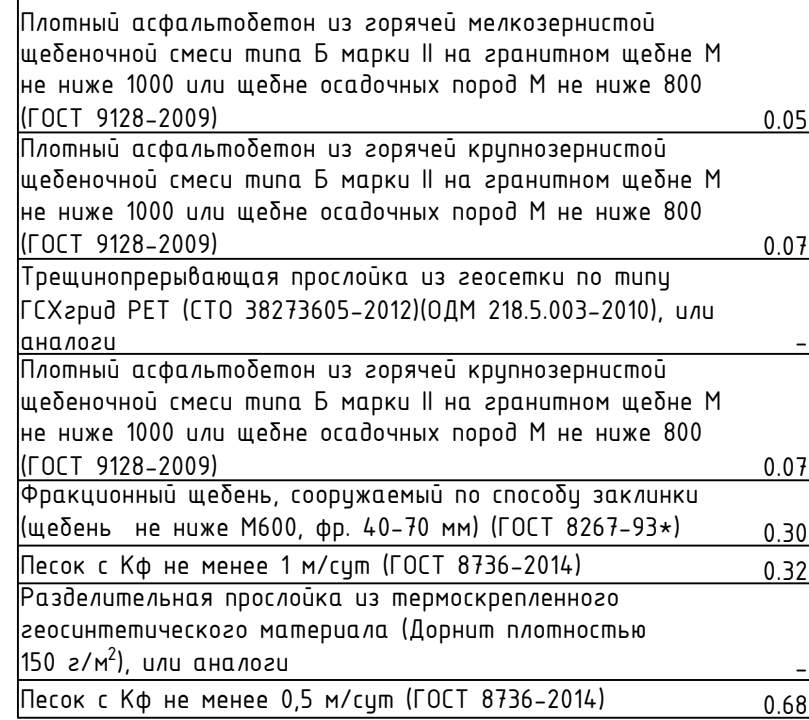 Плотный асфальтобетон из горячей мелкозернистой
щебеночной смеси типа Б марки II на гранитном щебне М
не ниже 1000 или щебне осадочных пород М не ниже 800
(ГОСТ 9128-2009) 0.05
Плотный асфальтобетон из горячей крупнозернистой
щебеночной смеси типа Б марки II на гранитном щебне М
не ниже 1000 или щебне осадочных пород М не ниже 800
(ГОСТ 9128-2009) 0.07
Трещинопрерывающая прослойка из геосетки по типу
ГСХгрид РЕТ (СТО 38273605-2012)(ОДМ 218.5.003-2010), или
аналоги -
Плотный асфальтобетон из горячей крупнозернистой
щебеночной смеси типа Б марки II на гранитном щебне М
не ниже 1000 или щебне осадочных пород М не ниже 800
(ГОСТ 9128-2009) 0.07
Фракционный щебень, сооружаемый по способу заклинки
(щебень не ниже М600, фр. 40-70 мм) (ГОСТ 8267-93*) 0.30
Песок с Кф не менее 1 м/сут (ГОСТ 8736-2014) 0.32
Разделительная прослойка из термоскрепленного
геосинтетического материала (Дорнит плотностью
150 г/м²), или аналоги -
Песок с Кф не менее 0,5 м/сут (ГОСТ 8736-2014) 0.68